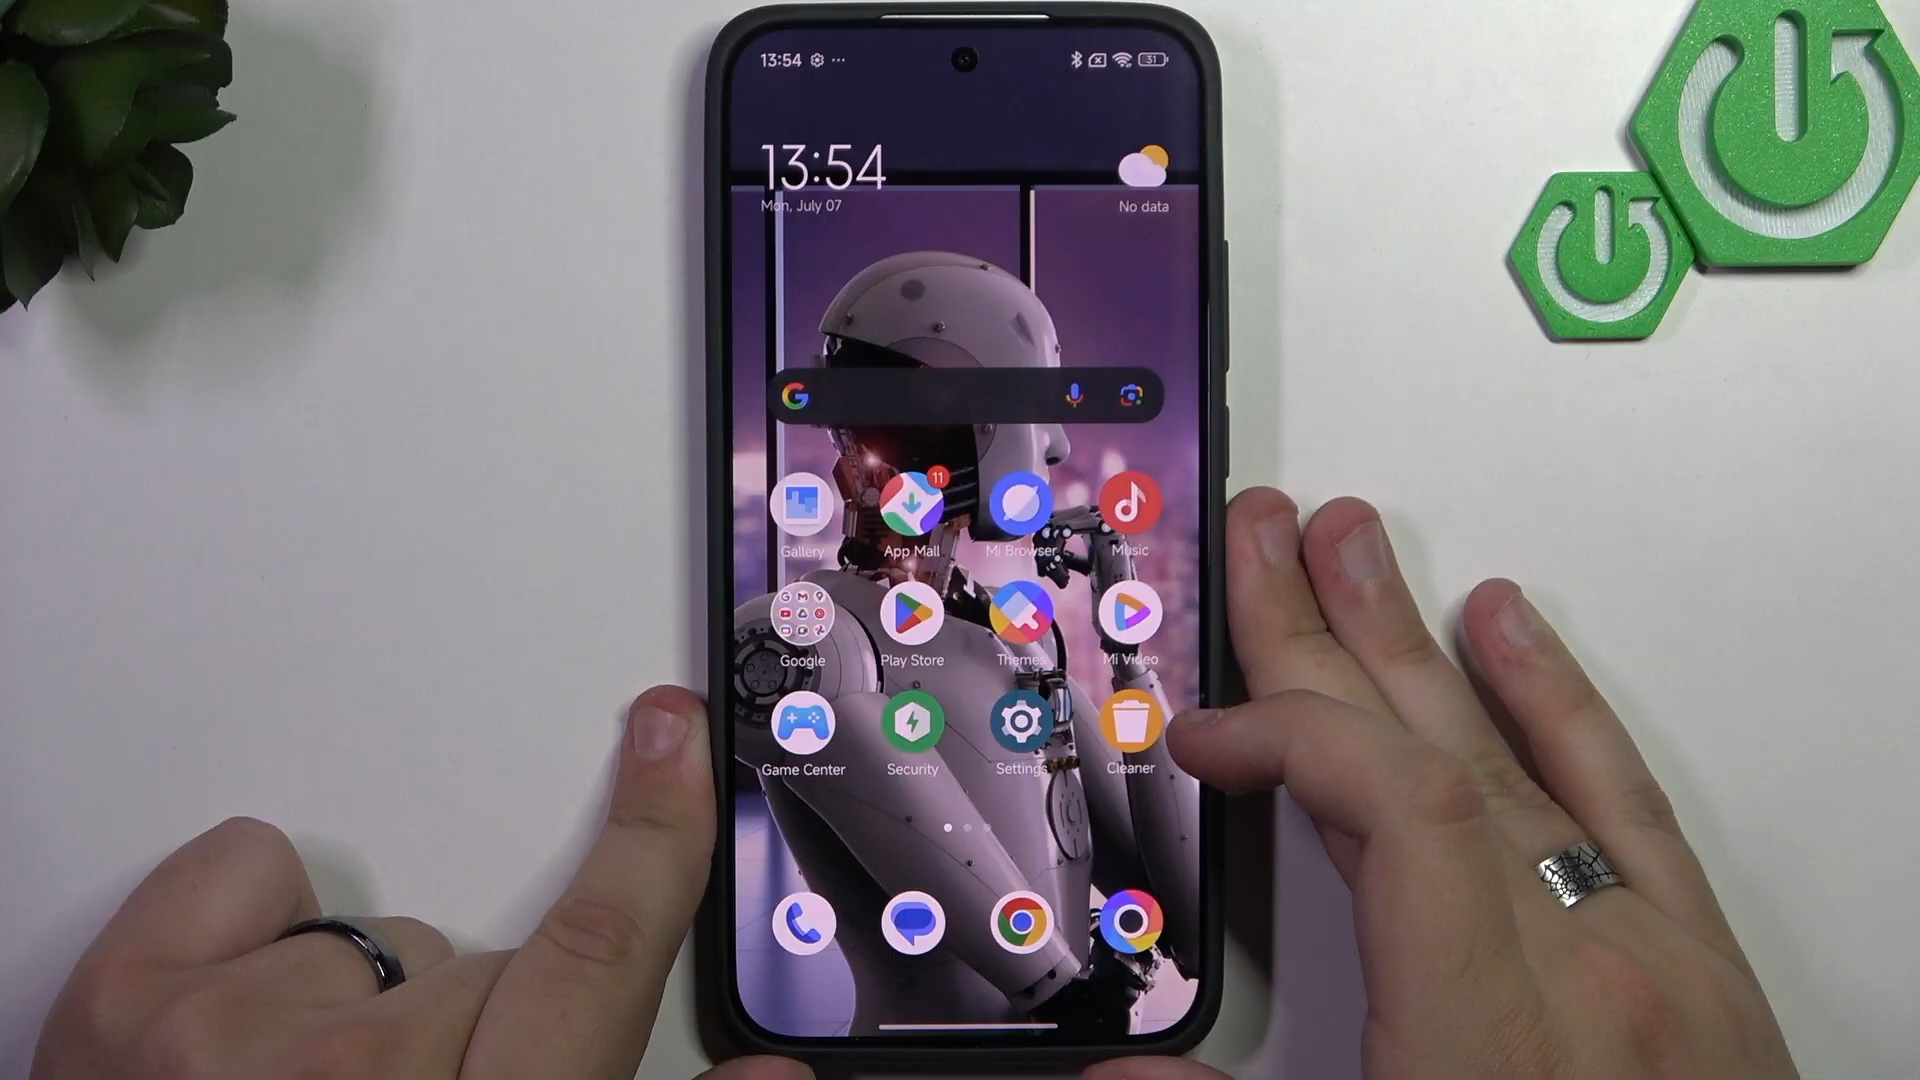 13:54
31
13:54
Mon, July 07
No data
11
Gallery
App Mall
Mi Browser
Music
Google
Play Store
Themes
Mi Video
Game Center
Security
Settings
Cleaner